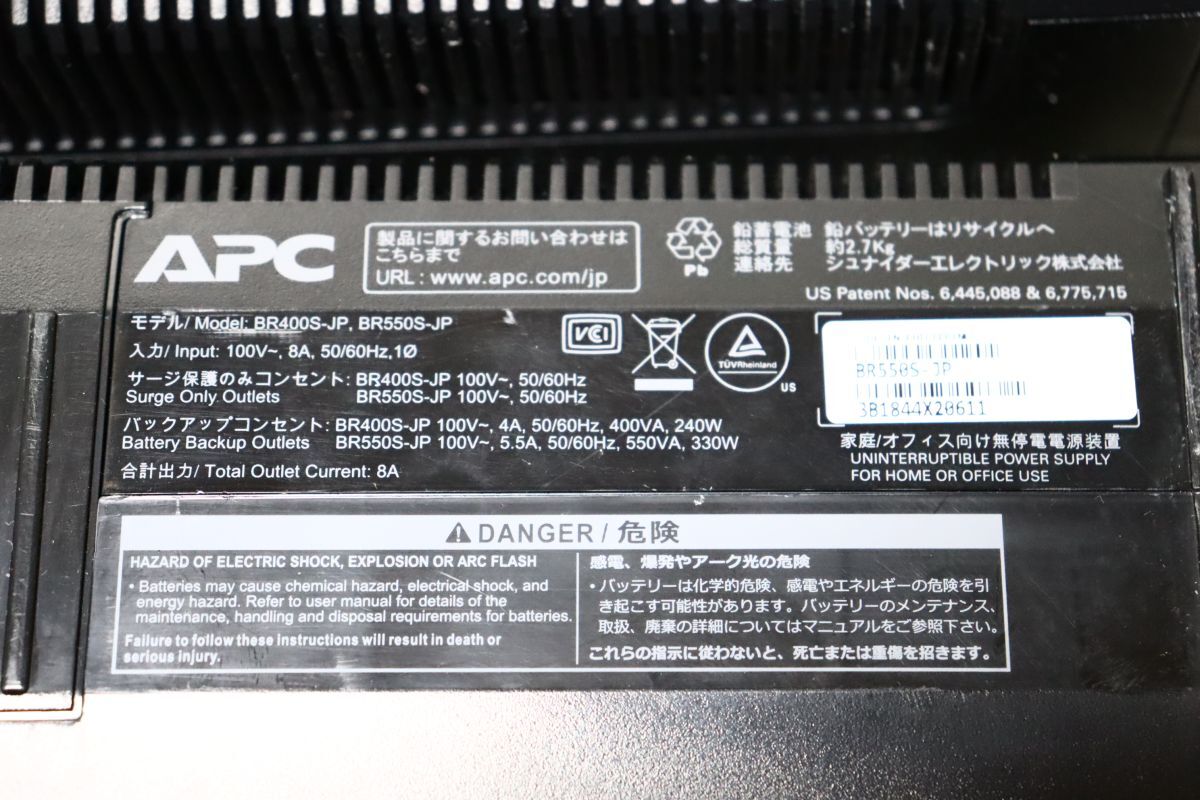 APC
製品に関するお問い合わせは
こちらまで
URL : www.apc.com/jp
Pb
鉛蓄電池 鉛バッテリーはリサイクルへ
総質量 約2.7Kg
連絡先 シュナイダーエレクトリック株式会社
US Patent Nos. 6,445,088 & 6,775,715
モデル/ Model: BR400S-JP, BR550S-JP
入力/ Input: 100V~, 8A, 50/60Hz,1Ø
サージ保護のみコンセント: BR400S-JP 100V~, 50/60Hz
Surge Only Outlets BR550S-JP 100V~, 50/60Hz
バックアップコンセント: BR400S-JP 100V~, 4A, 50/60Hz, 400VA, 240W
Battery Backup Outlets BR550S-JP 100V~, 5.5A, 50/60Hz, 550VA, 330W
合計出力/ Total Outlet Current: 8A
VCI
TÜVRheinland
US
BR550S-JP
3B1844X20611
家庭/オフィス向け無停電電源装置
UNINTERRUPTIBLE POWER SUPPLY
FOR HOME OR OFFICE USE
DANGER / 危険
HAZARD OF ELECTRIC SHOCK, EXPLOSION OR ARC FLASH
• Batteries may cause chemical hazard, electrical shock, and
energy hazard. Refer to user manual for details of the
maintenance, handling and disposal requirements for batteries.
Failure to follow these instructions will result in death or
serious injury.
感電、爆発やアーク光の危険
・バッテリーは化学的危険、感電やエネルギーの危険を引
き起こす可能性があります。バッテリーのメンテナンス、
取扱、廃棄の詳細についてはマニュアルをご参照下さい。
これらの指示に従わないと、死亡または重傷を招きます。